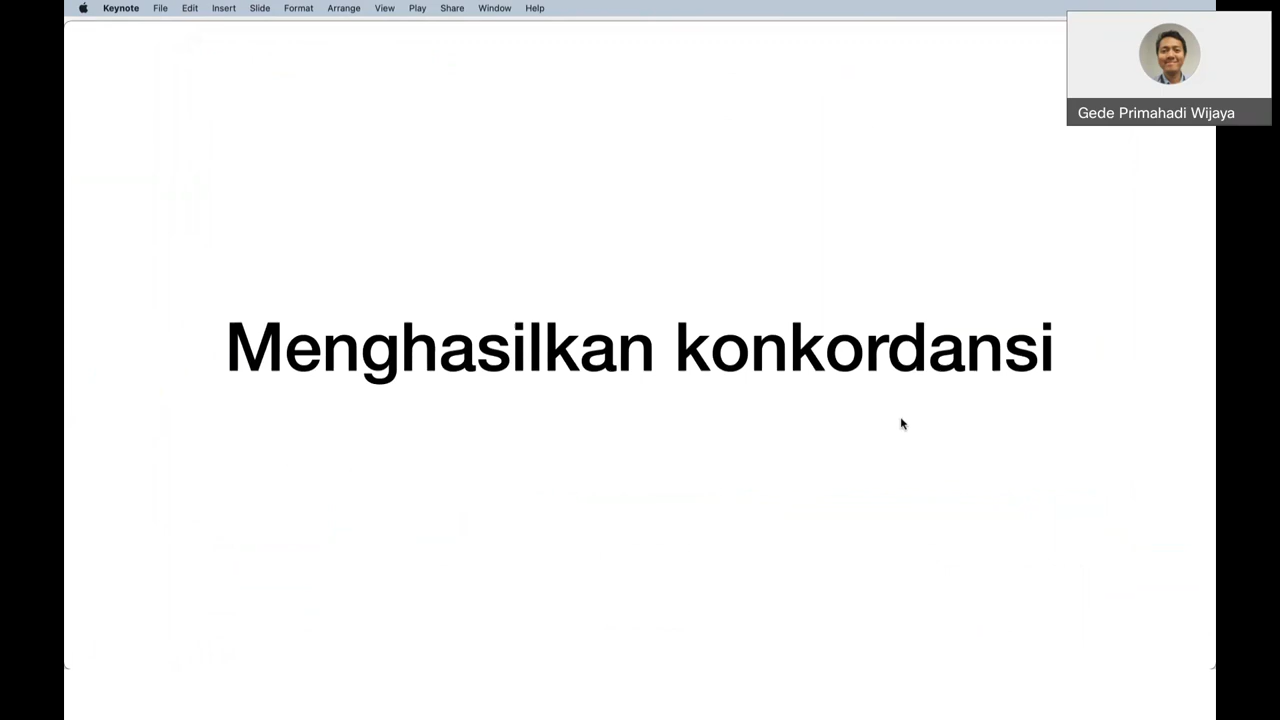 Keynote File Edit Insert Slide Format Arrange View Play Share Window Help
Gede Primahadi Wijaya
Menghasilkan konkordansi